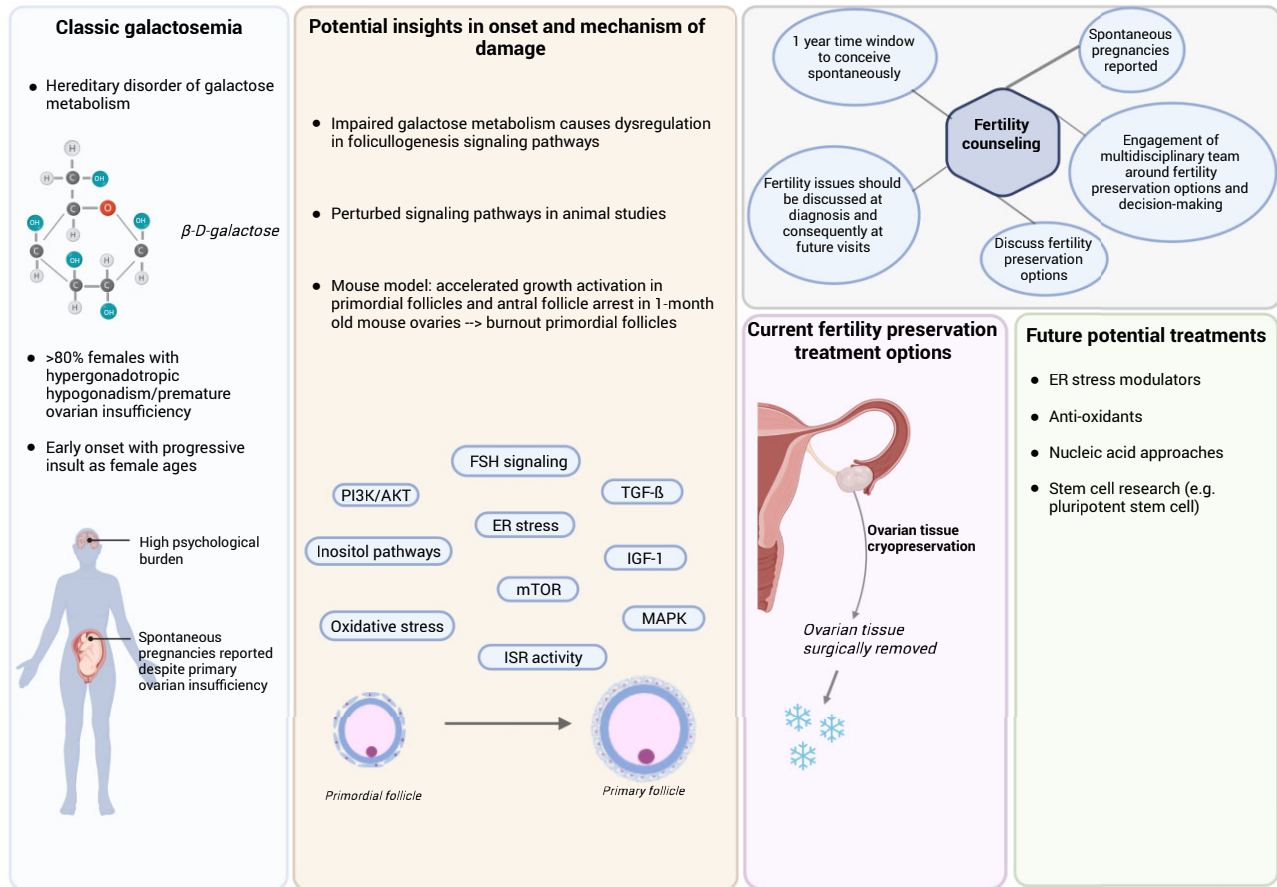 Classic galactosemia
● Hereditary disorder of galactose
metabolism
H
H C OH
C O
OH H OH
C OH H C
H C C H
H OH
β-D-galactose
● >80% females with
hypergonadotropic
hypogonadism/premature
ovarian insufficiency
● Early onset with progressive
insult as female ages
High psychological
burden
Spontaneous
pregnancies reported
despite primary
ovarian insufficiency
Potential insights in onset and mechanism of
damage
● Impaired galactose metabolism causes dysregulation
in folicullogenesis signaling pathways
● Perturbed signaling pathways in animal studies
● Mouse model: accelerated growth activation in
primordial follicles and antral follicle arrest in 1-month
old mouse ovaries --> burnout primordial follicles
FSH signaling
PI3K/AKT
TGF-ß
ER stress
Inositol pathways
IGF-1
mTOR
MAPK
Oxidative stress
ISR activity
Primordial follicle
Primary follicle
1 year time window
to conceive
spontaneously
Spontaneous
pregnancies
reported
Fertility
counseling
Engagement of
multidisciplinary team
around fertility
preservation options and
decision-making
Fertility issues should
be discussed at
diagnosis and
consequently at
future visits
Discuss fertility
preservation
options
Current fertility preservation
treatment options
Ovarian tissue
cryopreservation
Ovarian tissue
surgically removed
Future potential treatments
● ER stress modulators
● Anti-oxidants
● Nucleic acid approaches
● Stem cell research (e.g.
pluripotent stem cell)